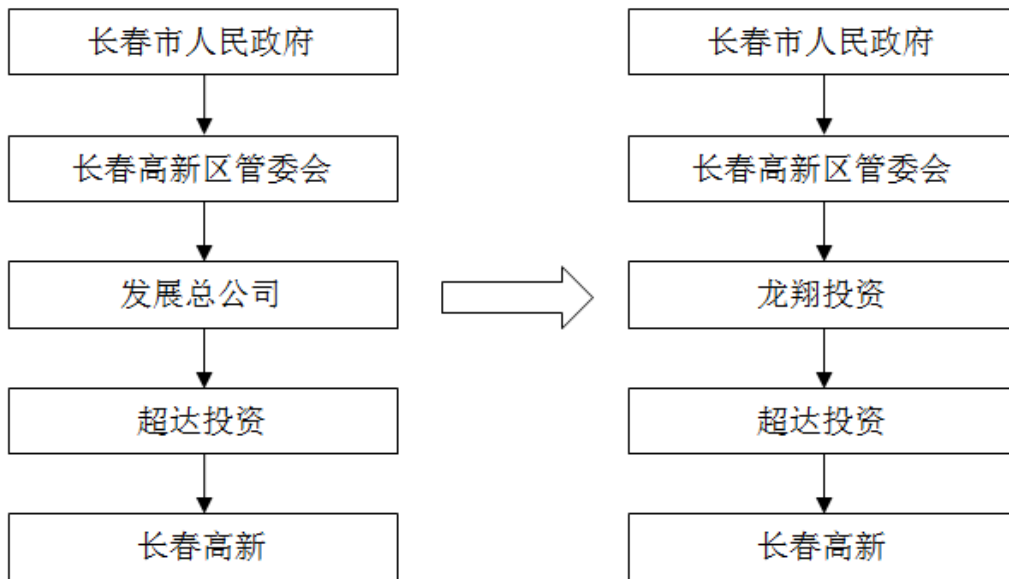 长春市人民政府
长春高新区管委会
发展总公司
超达投资
长春高新
长春市人民政府
长春高新区管委会
龙翔投资
超达投资
长春高新